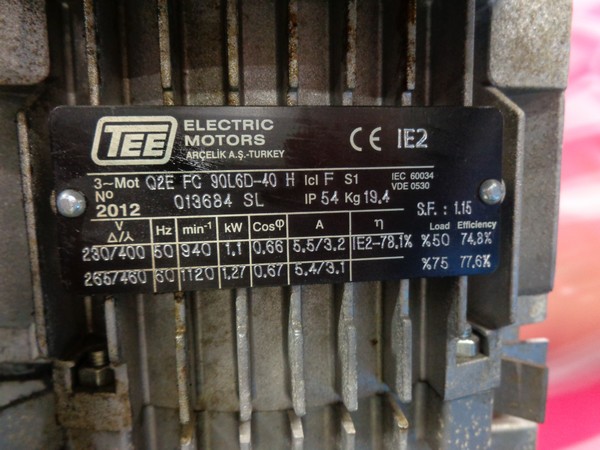 TEE ELECTRIC MOTORS
ARÇELİK A.Ş.-TURKEY
CE IE2
3~Mot Q2E FC 90L6D-40 H Icl F S1 IEC 60034 VDE 0530
Nº 2012 013684 SL IP 54 Kg 19.4 S.F. : 1.15
V Δ/⅄ Hz min⁻¹ kW Cosφ A η Load Efficiency
230/400 50 940 1.1 0.66 5.5/3.2 IE2-78,1% %50 74,8%
265/460 60 1120 1.27 0.67 5.4/3.1 %75 77,6%